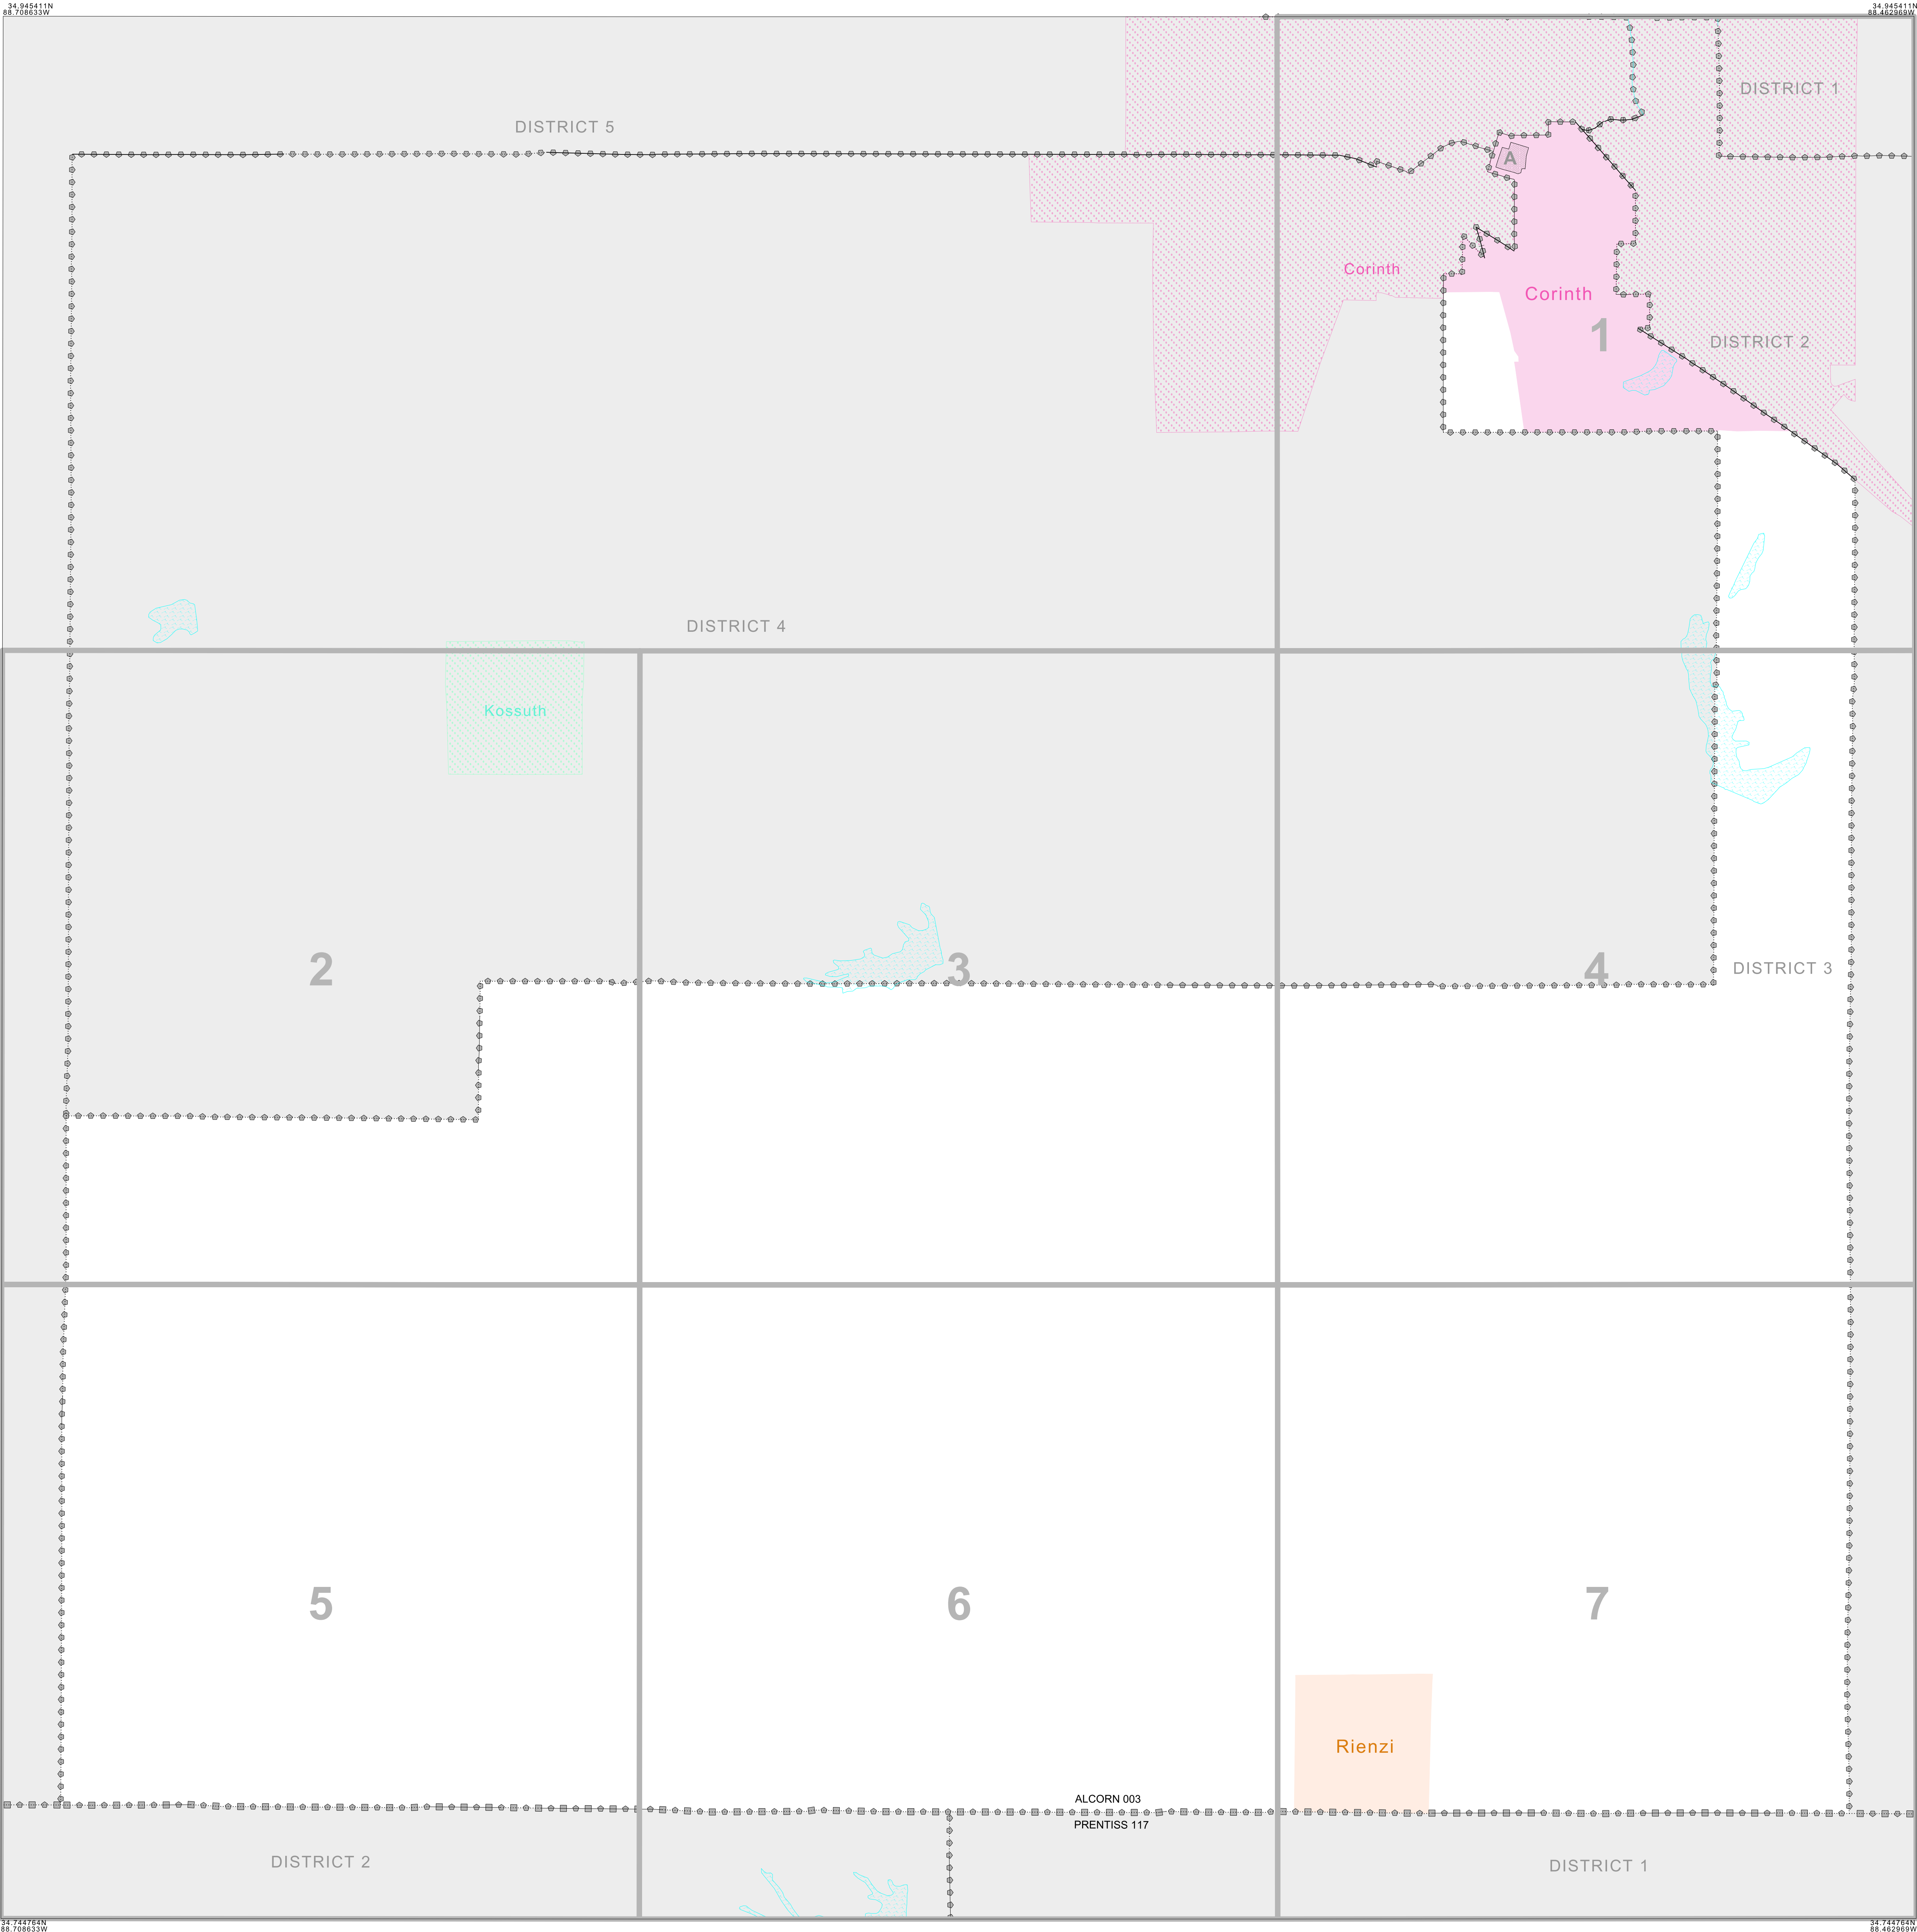 34.945411N
88.708633W
34.945411N
88.462969W
DISTRICT 1
DISTRICT 5
A
Corinth
Corinth
1
DISTRICT 2
DISTRICT 4
Kossuth
2
3
4
DISTRICT 3
5
6
7
Rienzi
ALCORN 003
PRENTISS 117
DISTRICT 2
DISTRICT 1
34.744764N
88.708633W
34.744764N
88.462969W